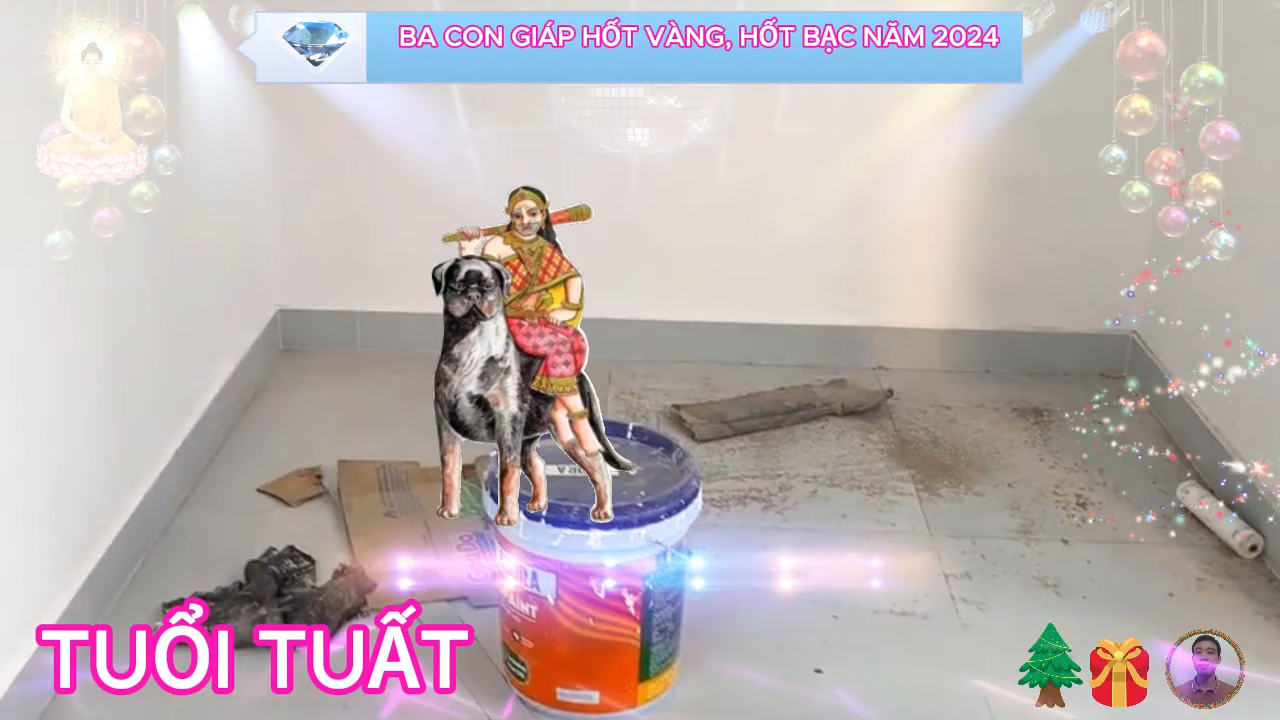 BA CON GIÁP HỐT VÀNG, HỐT BẠC NĂM 2024
TUỔI TUẤT